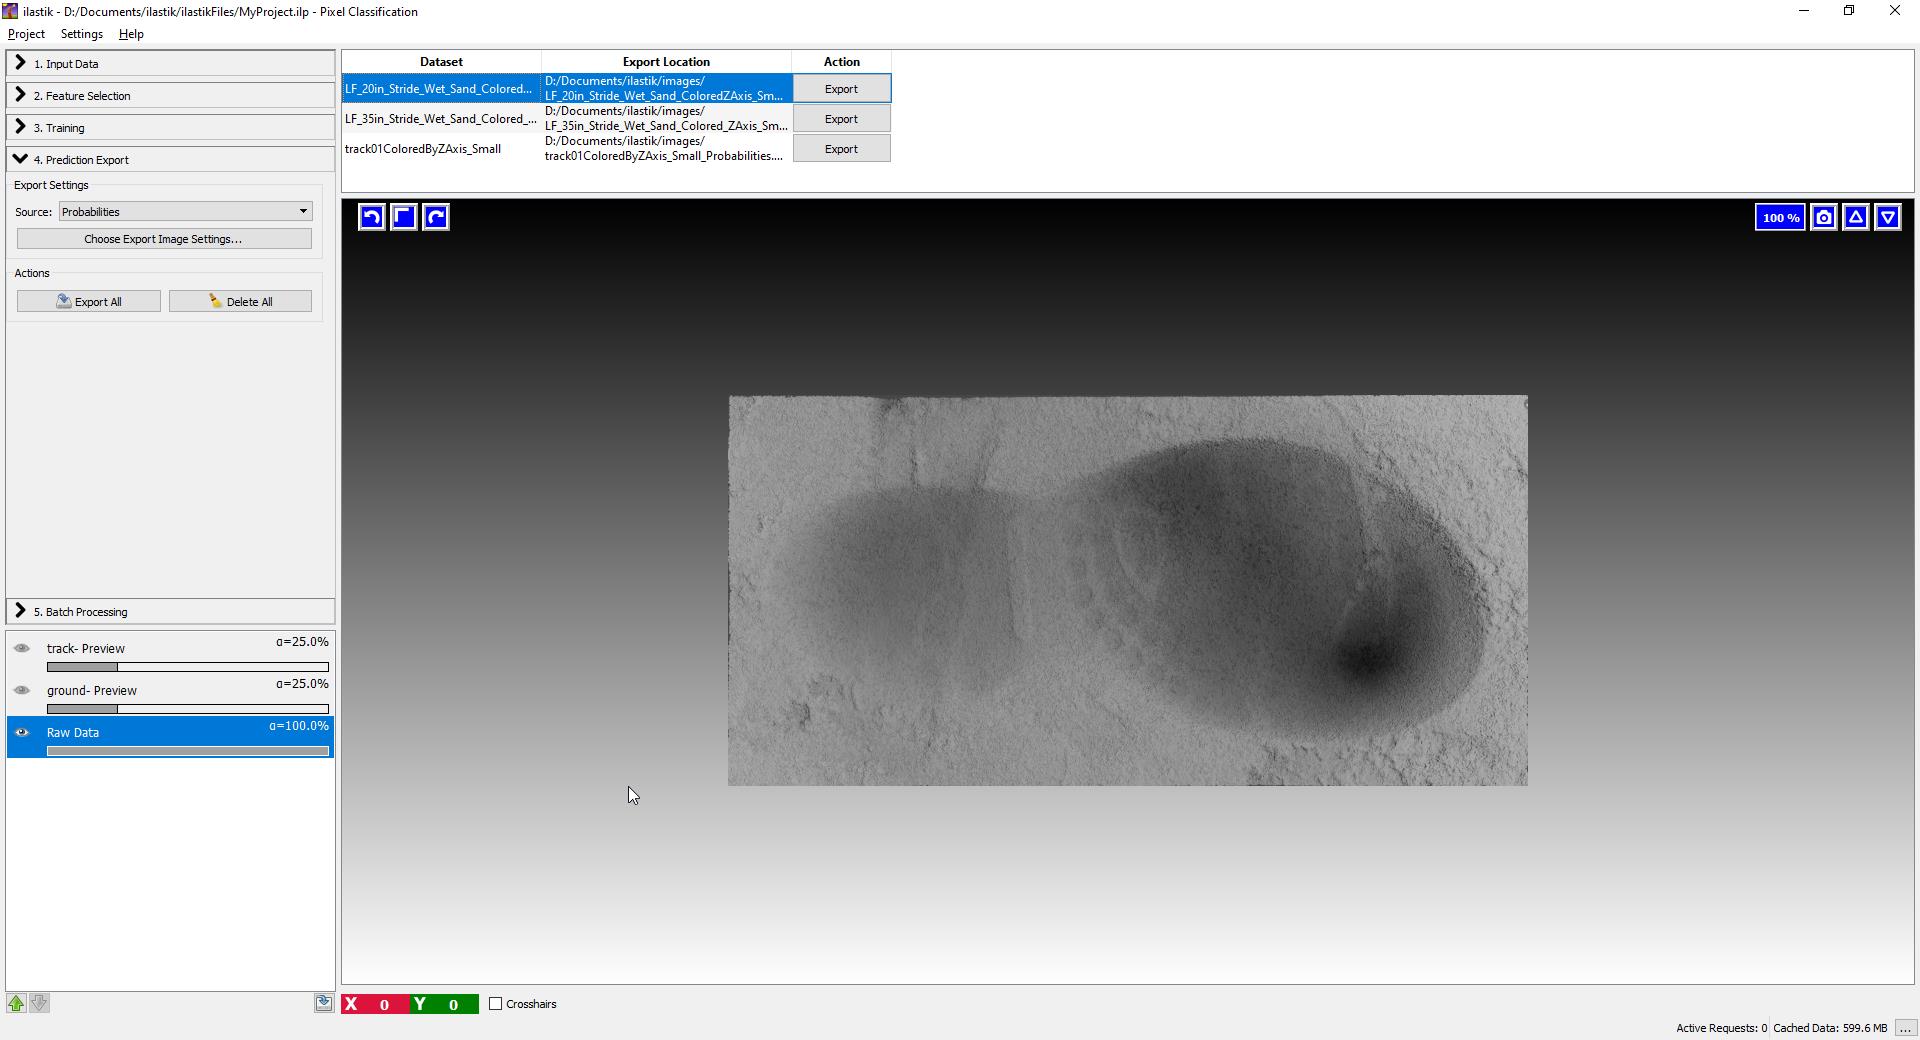 ilastik - D:/Documents/ilastik/ilastikFiles/MyProject.ilp - Pixel Classification
Project Settings Help
1. Input Data
2. Feature Selection
3. Training
4. Prediction Export
Export Settings
Source: Probabilities
Choose Export Image Settings...
Actions
Export All Delete All
5. Batch Processing
track- Preview α=25.0%
ground- Preview α=25.0%
Raw Data α=100.0%
Dataset Export Location Action
LF_20in_Stride_Wet_Sand_Colored... D:/Documents/ilastik/images/ Export
LF_20in_Stride_Wet_Sand_ColoredZAxis_Sm...
LF_35in_Stride_Wet_Sand_Colored_... D:/Documents/ilastik/images/ Export
LF_35in_Stride_Wet_Sand_Colored_ZAxis_Sm...
track01ColoredByZAxis_Small D:/Documents/ilastik/images/ Export
track01ColoredByZAxis_Small_Probabilities....
100 %
X 0 Y 0 Crosshairs
Active Requests: 0 Cached Data: 599.6 MB ...